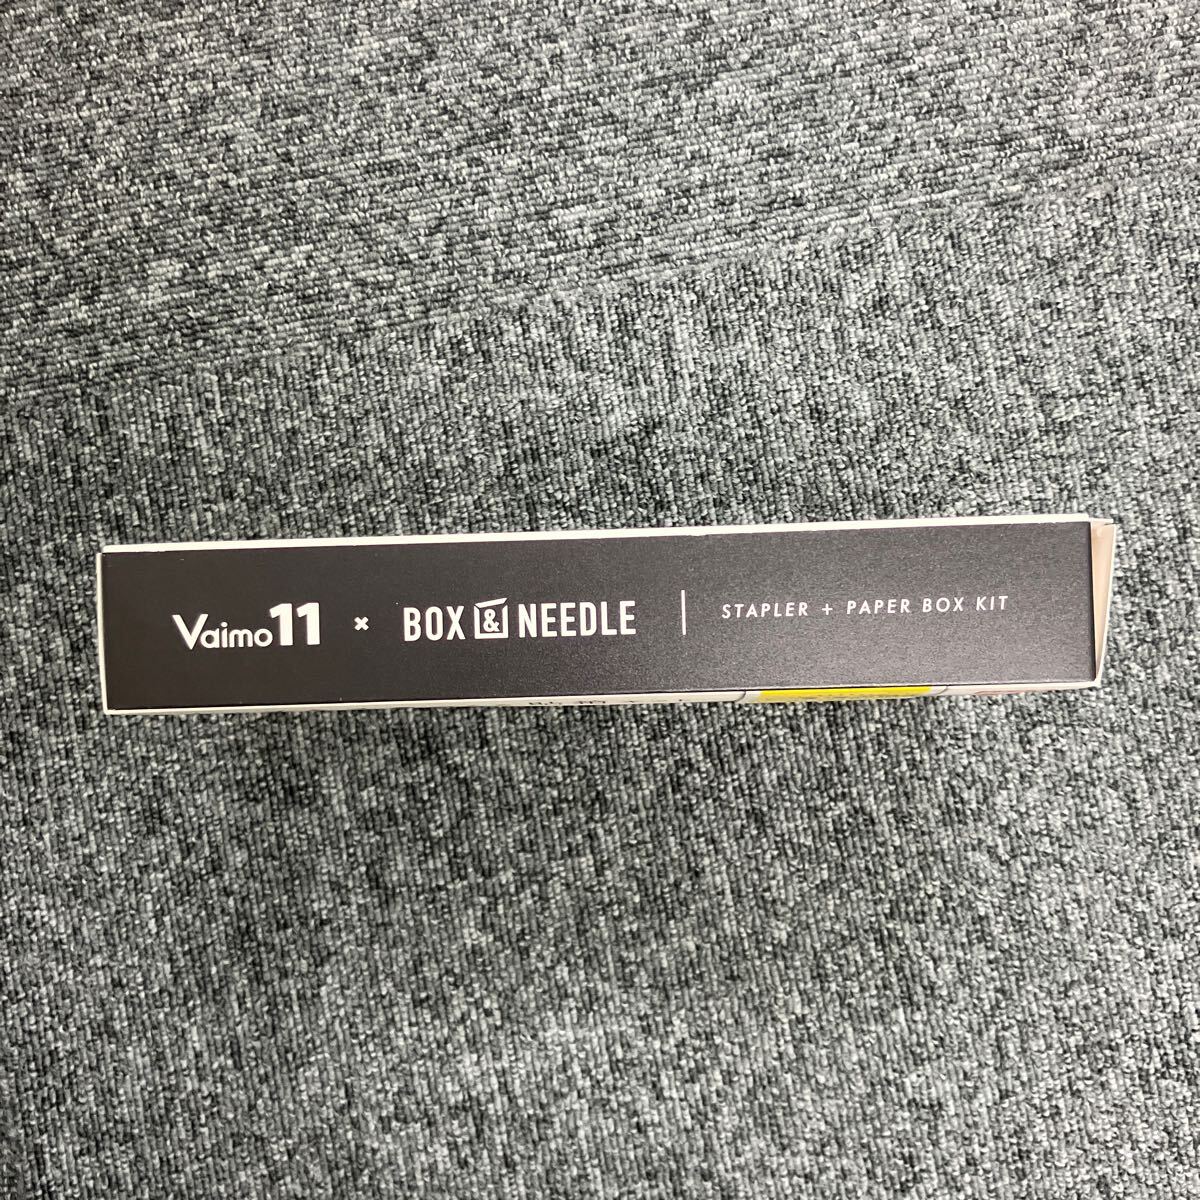 Vaimo11 × BOX & NEEDLE | STAPLER + PAPER BOX KIT